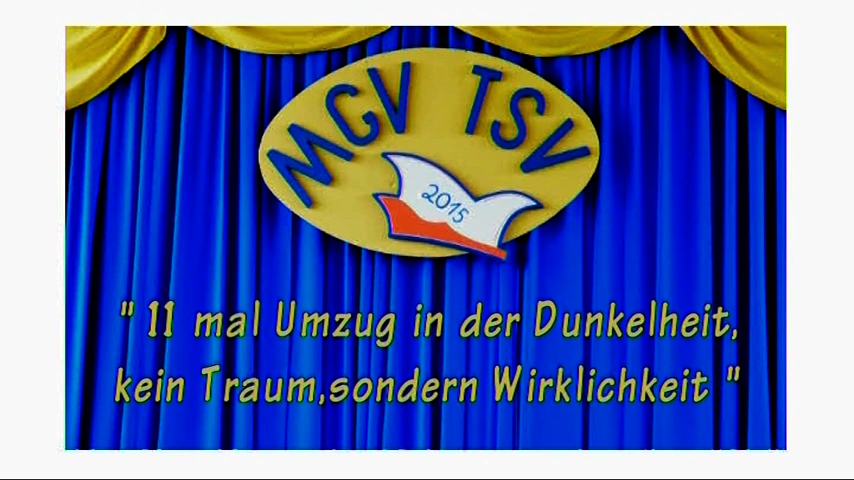 MGV TSV
2015
" 11 mal Umzug in der Dunkelheit,
kein Traum,sondern Wirklichkeit "